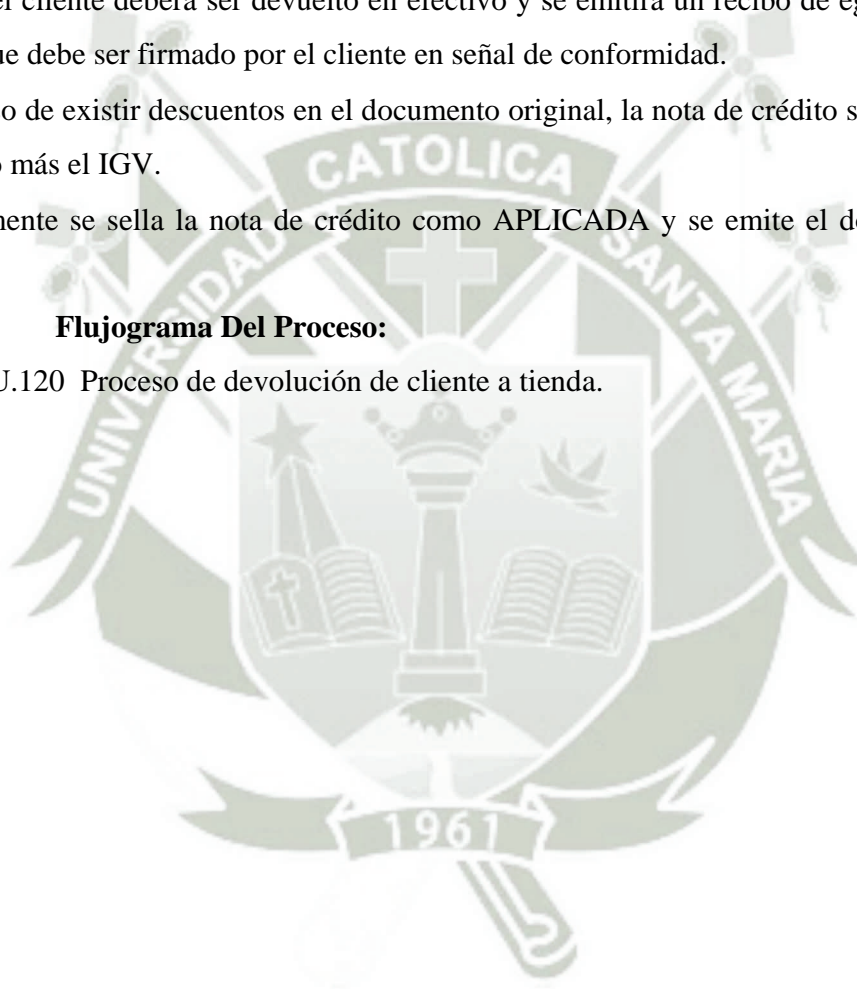 el cliente deberá ser devuelto en efectivo y se emitirá un recibo de
ue debe ser firmado por el cliente en señal de conformidad.
o de existir descuentos en el documento original, la nota de crédito s
más el IGV.
mente se sella la nota de crédito como APLICADA y se emite el
Flujograma Del Proceso:
U.120 Proceso de devolución de cliente a tienda.
UNIVERSIDAD CATOLICA SANTA MARIA
1961